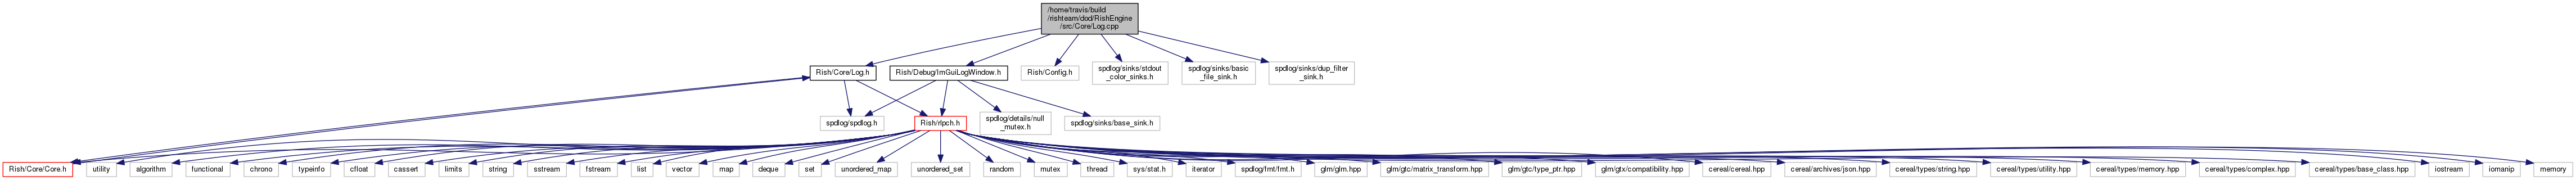 /home/travis/build
/rishteam/dod/RishEngine
/src/Core/Log.cpp
Rish/Core/Log.h
Rish/Debug/ImGuiLogWindow.h
Rish/Config.h
spdlog/sinks/stdout
_color_sinks.h
spdlog/sinks/basic
_file_sink.h
spdlog/sinks/dup_filter
_sink.h
spdlog/spdlog.h
Rish/rlpch.h
spdlog/details/null
_mutex.h
spdlog/sinks/base_sink.h
Rish/Core/Core.h
utility
algorithm
functional
chrono
typeinfo
cfloat
cassert
limits
string
sstream
fstream
list
vector
map
deque
set
unordered_map
unordered_set
random
mutex
thread
sys/stat.h
iterator
spdlog/fmt/fmt.h
glm/glm.hpp
glm/gtc/matrix_transform.hpp
glm/gtc/type_ptr.hpp
glm/gtx/compatibility.hpp
cereal/cereal.hpp
cereal/archives/json.hpp
cereal/types/string.hpp
cereal/types/utility.hpp
cereal/types/memory.hpp
cereal/types/complex.hpp
cereal/types/base_class.hpp
iostream
iomanip
memory